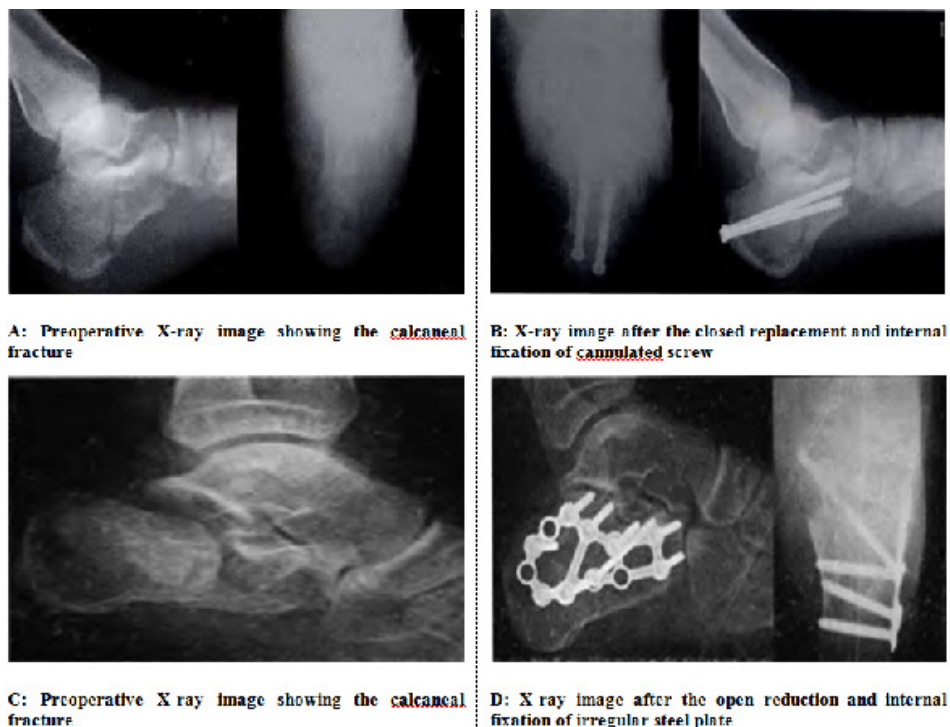 A: Preoperative X-ray image showing the calcaneal
fracture
B: X-ray image after the closed replacement and internal
fixation of cannulated screw
C: Preoperative X ray image showing the calcaneal
fracture
D: X ray image after the open reduction and internal
fixation of irregular steel plate